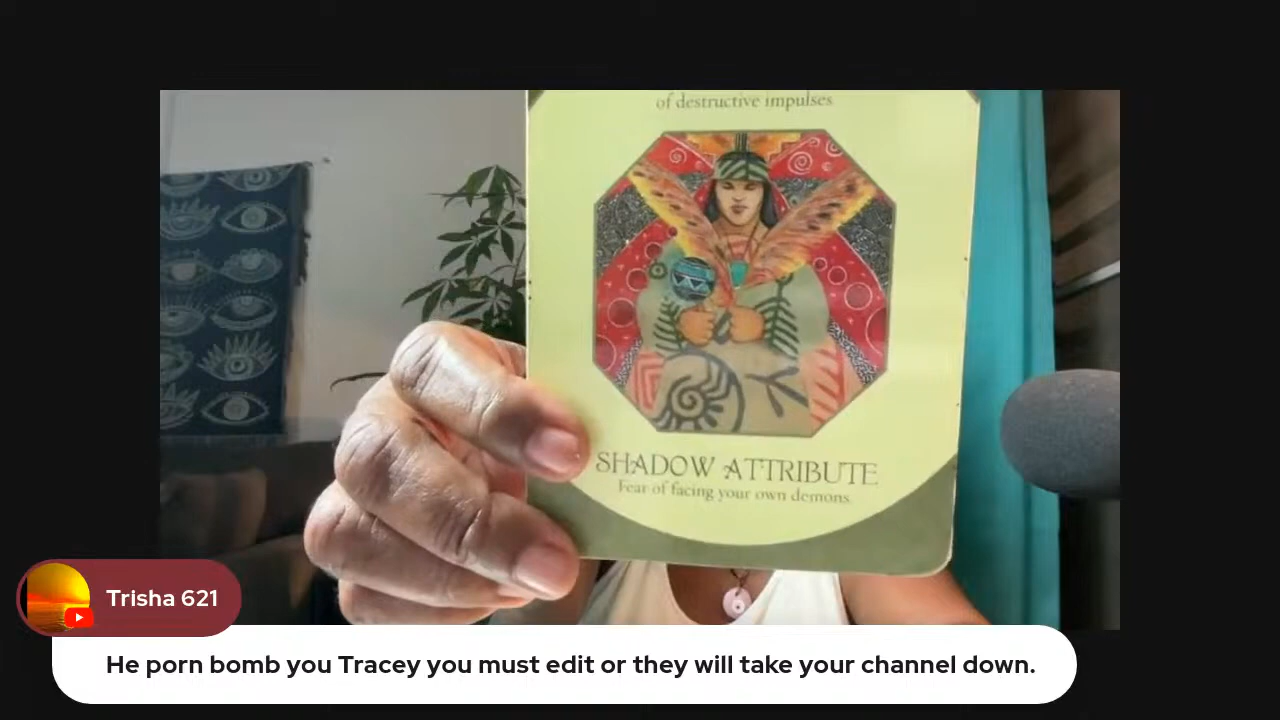 of destructive impulses
SHADOW ATTRIBUTE
Fear of facing your own demons.
Trisha 621
He porn bomb you Tracey you must edit or they will take your channel down.